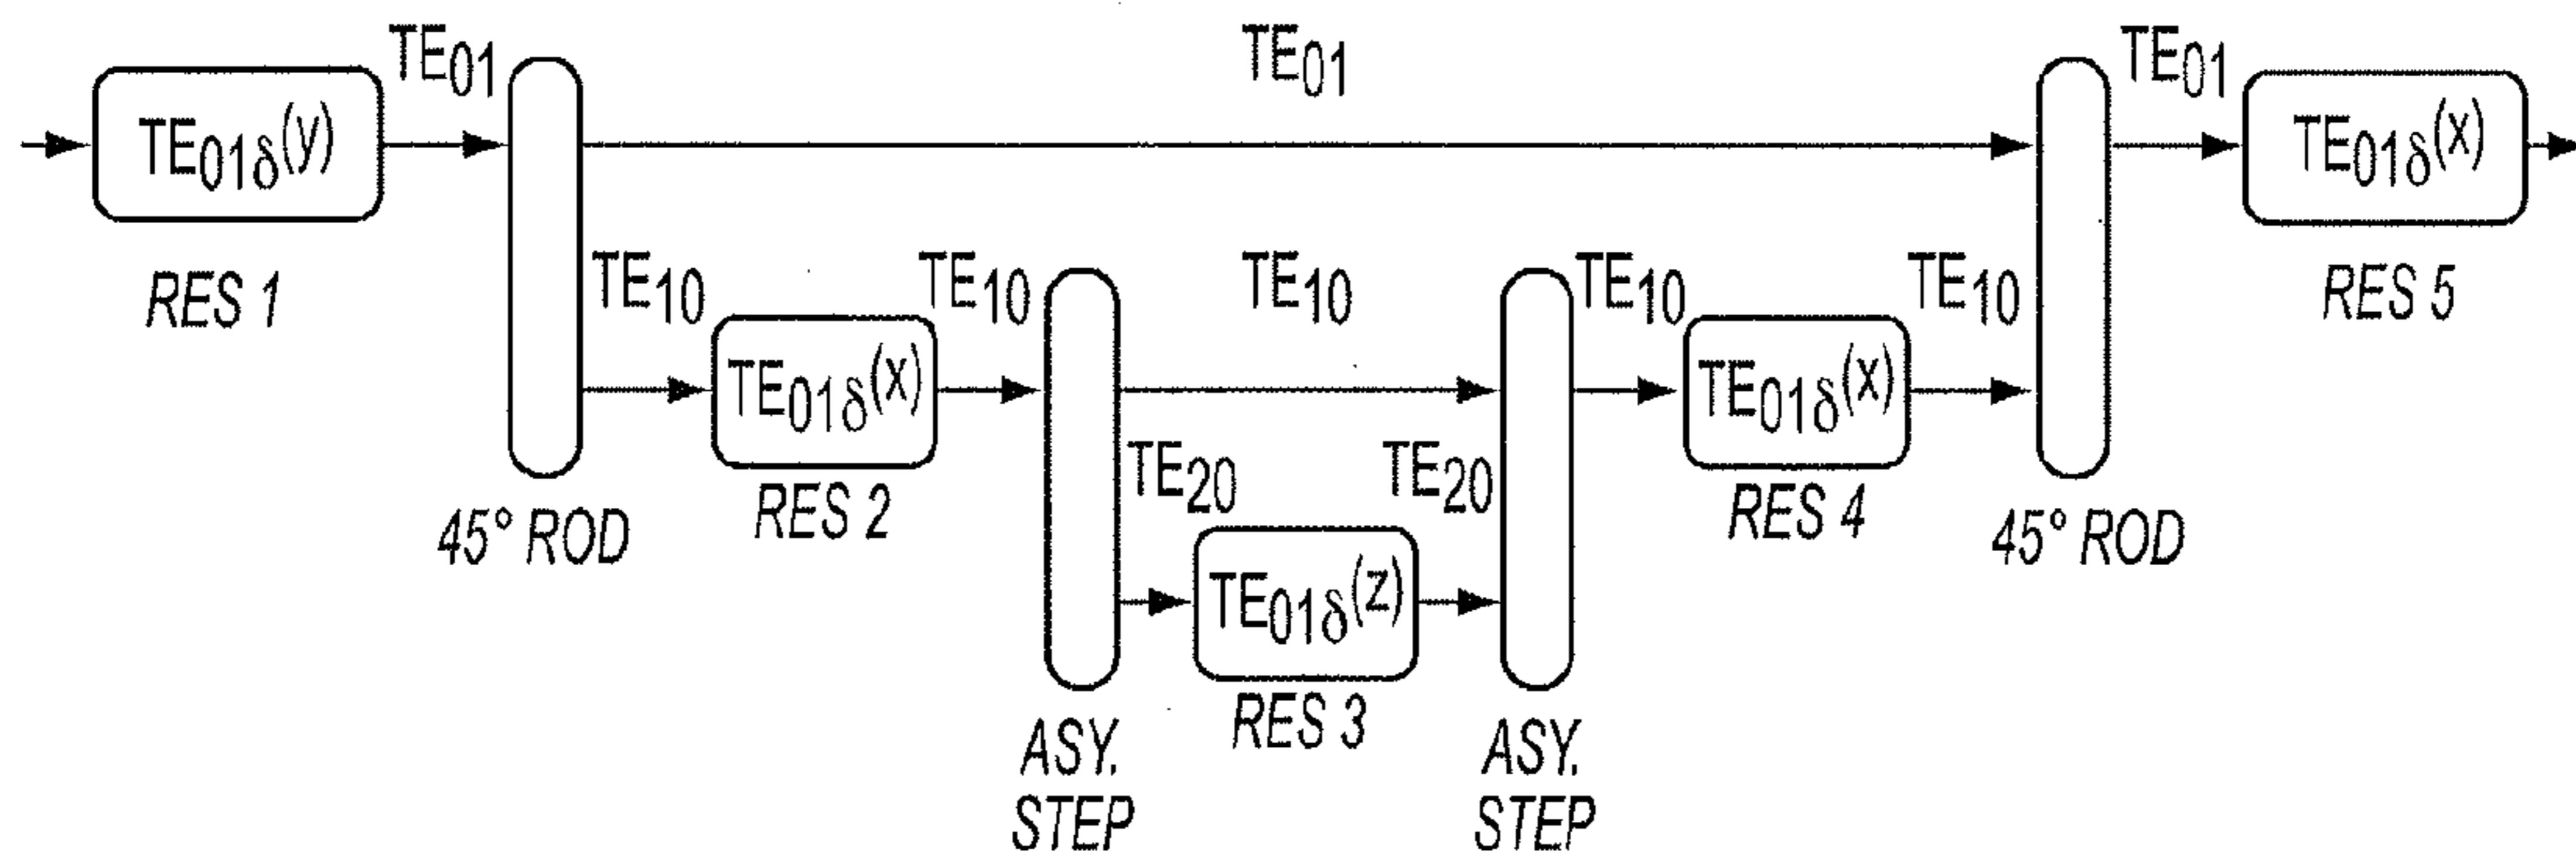 TE01 TE01 TE01
TE01δ(y) TE01δ(x)
RES 1 TE10 TE10 TE10 TE10 TE10 RES 5
TE01δ(x) TE01δ(x)
RES 2 TE20 TE20 RES 4
45° ROD 45° ROD
TE01δ(z)
RES 3
ASY. ASY.
STEP STEP